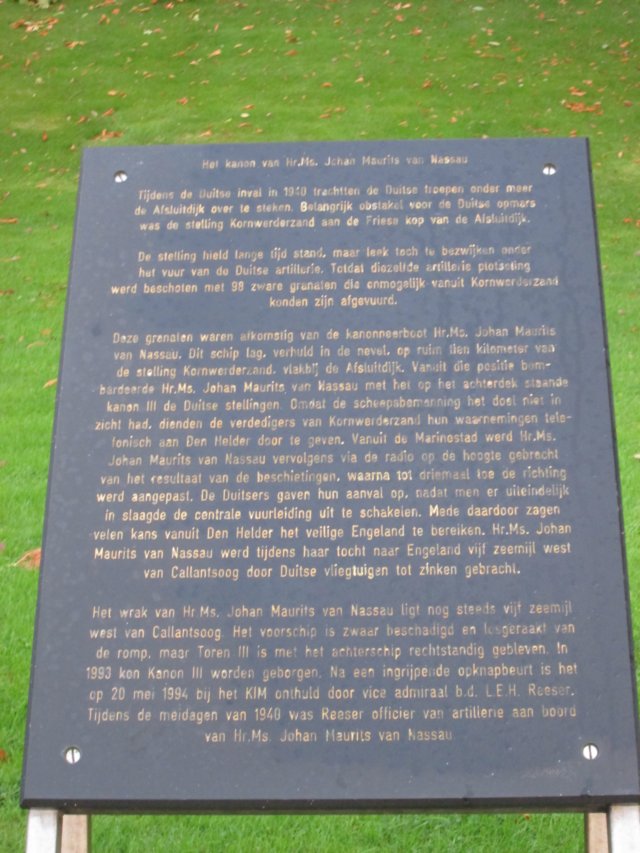 Het kanon van Hr.Ms. Johan Maurits van Nassau
Tijdens de Duitse inval in 1940 trachtten de Duitse troepen onder meer
de Afsluitdijk over te steken. Belangrijk obstakel voor de Duitse opmars
was de stelling Kornwerderzand aan de Friese kop van de Afsluitdijk.
De stelling hield lange tijd stand, maar leek toch te bezwijken onder
het vuur van de Duitse artillerie. Totdat diezelfde artillerie plotseling
werd beschoten met 98 zware granaten die onmogelijk vanuit Kornwerderzand
konden zijn afgevuurd.
Deze granaten waren afkomstig van de kanonneerboot Hr.Ms. Johan Maurits
van Nassau. Dit schip lag, verhuld in de nevel, op ruim tien kilometer van
de stelling Kornwerderzand, vlakbij de Afsluitdijk. Vanuit die positie bom-
bardeerde Hr.Ms. Johan Maurits van Nassau met het op het achterdek staande
kanon III de Duitse stellingen. Omdat de scheepsbemanning het doel niet in
zicht had, dienden de verdedigers van Kornwerderzand hun waarnemingen tele-
fonisch aan Den Helder door te geven. Vanuit de Marinestad werd Hr.Ms.
Johan Maurits van Nassau vervolgens via de radio op de hoogte gebracht
van het resultaat van de beschietingen, waarna tot driemaal toe de richting
werd aangepast. De Duitsers gaven hun aanval op, nadat men er uiteindelijk
in slaagde de centrale vuurleiding uit te schakelen. Mede daardoor zagen
velen kans vanuit Den Helder het veilige Engeland te bereiken. Hr.Ms. Johan
Maurits van Nassau werd tijdens haar tocht naar Engeland vijf zeemijl west
van Callantsoog door Duitse vliegtuigen tot zinken gebracht.
Het wrak van Hr.Ms. Johan Maurits van Nassau ligt nog steeds vijf zeemijl
west van Callantsoog. Het voorschip is zwaar beschadigd en losgeraakt van
de romp, maar Toren III is met het achterschip rechtstandig gebleven. In
1993 kon Kanon III worden geborgen. Na een ingrijpende opknapbeurt is het
op 20 mei 1994 bij het KIM onthuld door vice admiraal b.d. L.E.H. Reeser.
Tijdens de meidagen van 1940 was Reeser officier van artillerie aan boord
van Hr.Ms. Johan Maurits van Nassau.